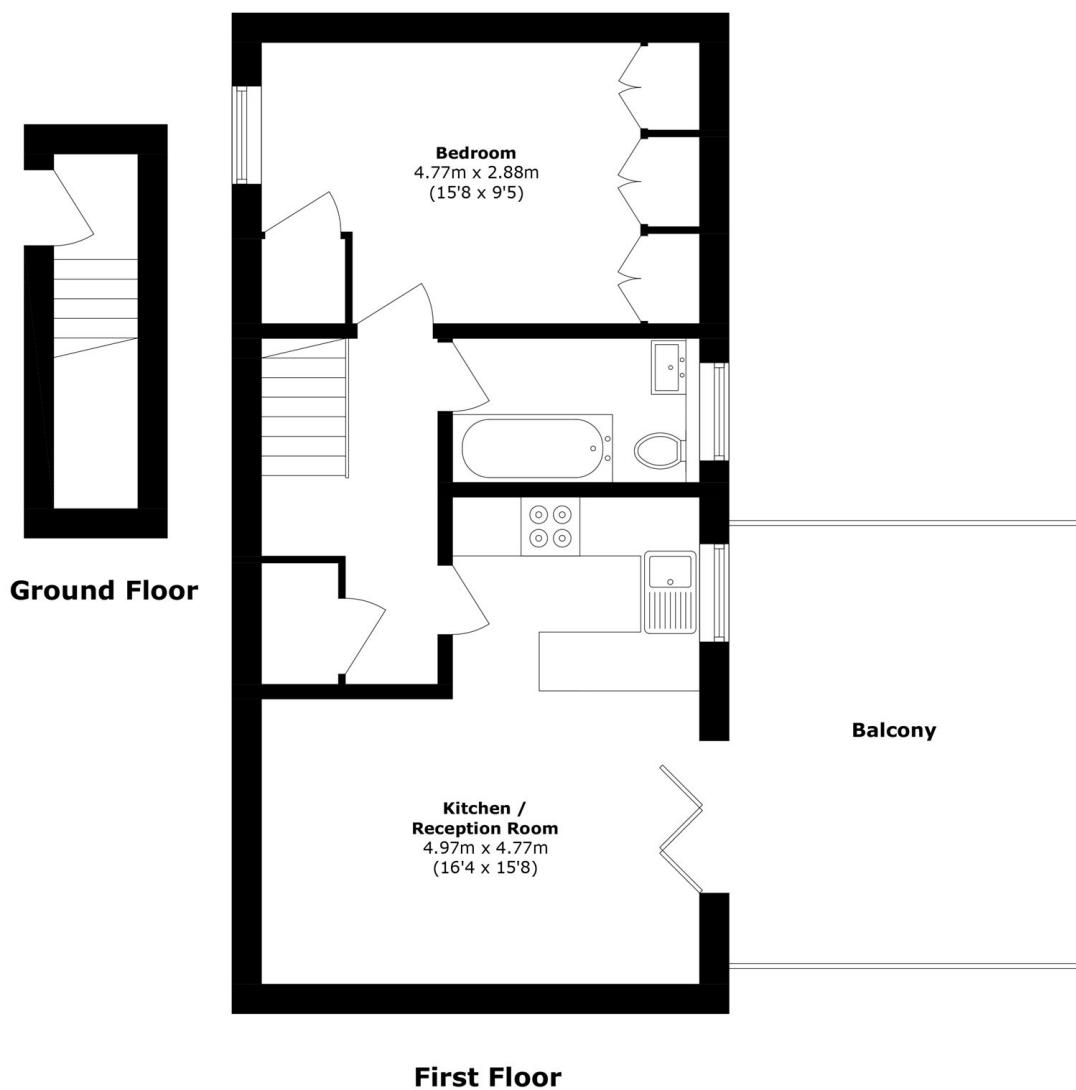 Bedroom
4.77m x 2.88m
(15'8 x 9'5)
Ground Floor
Balcony
Kitchen /
Reception Room
4.97m x 4.77m
(16'4 x 15'8)
First Floor